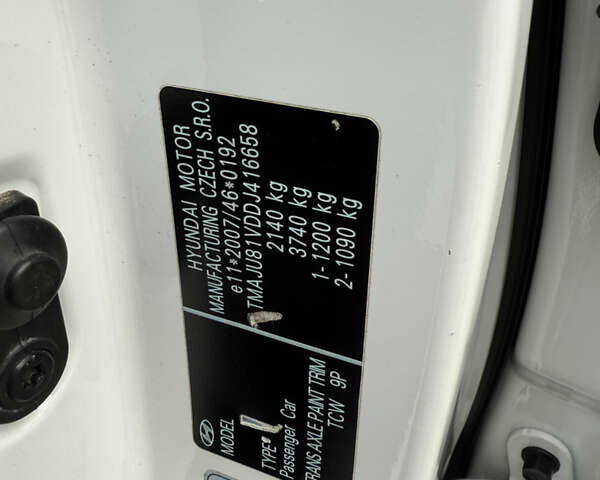 HYUNDAI MOTOR
MANUFACTURING CZECH S.R.O.
e11*2007/46*0192
TMAJU81VDDJ416658
2140 kg
3740 kg
1-1200 kg
2-1090 kg
MODEL
TYPE
Passenger Car
TRANS AXLE PAINT TRIM
TCW 9P